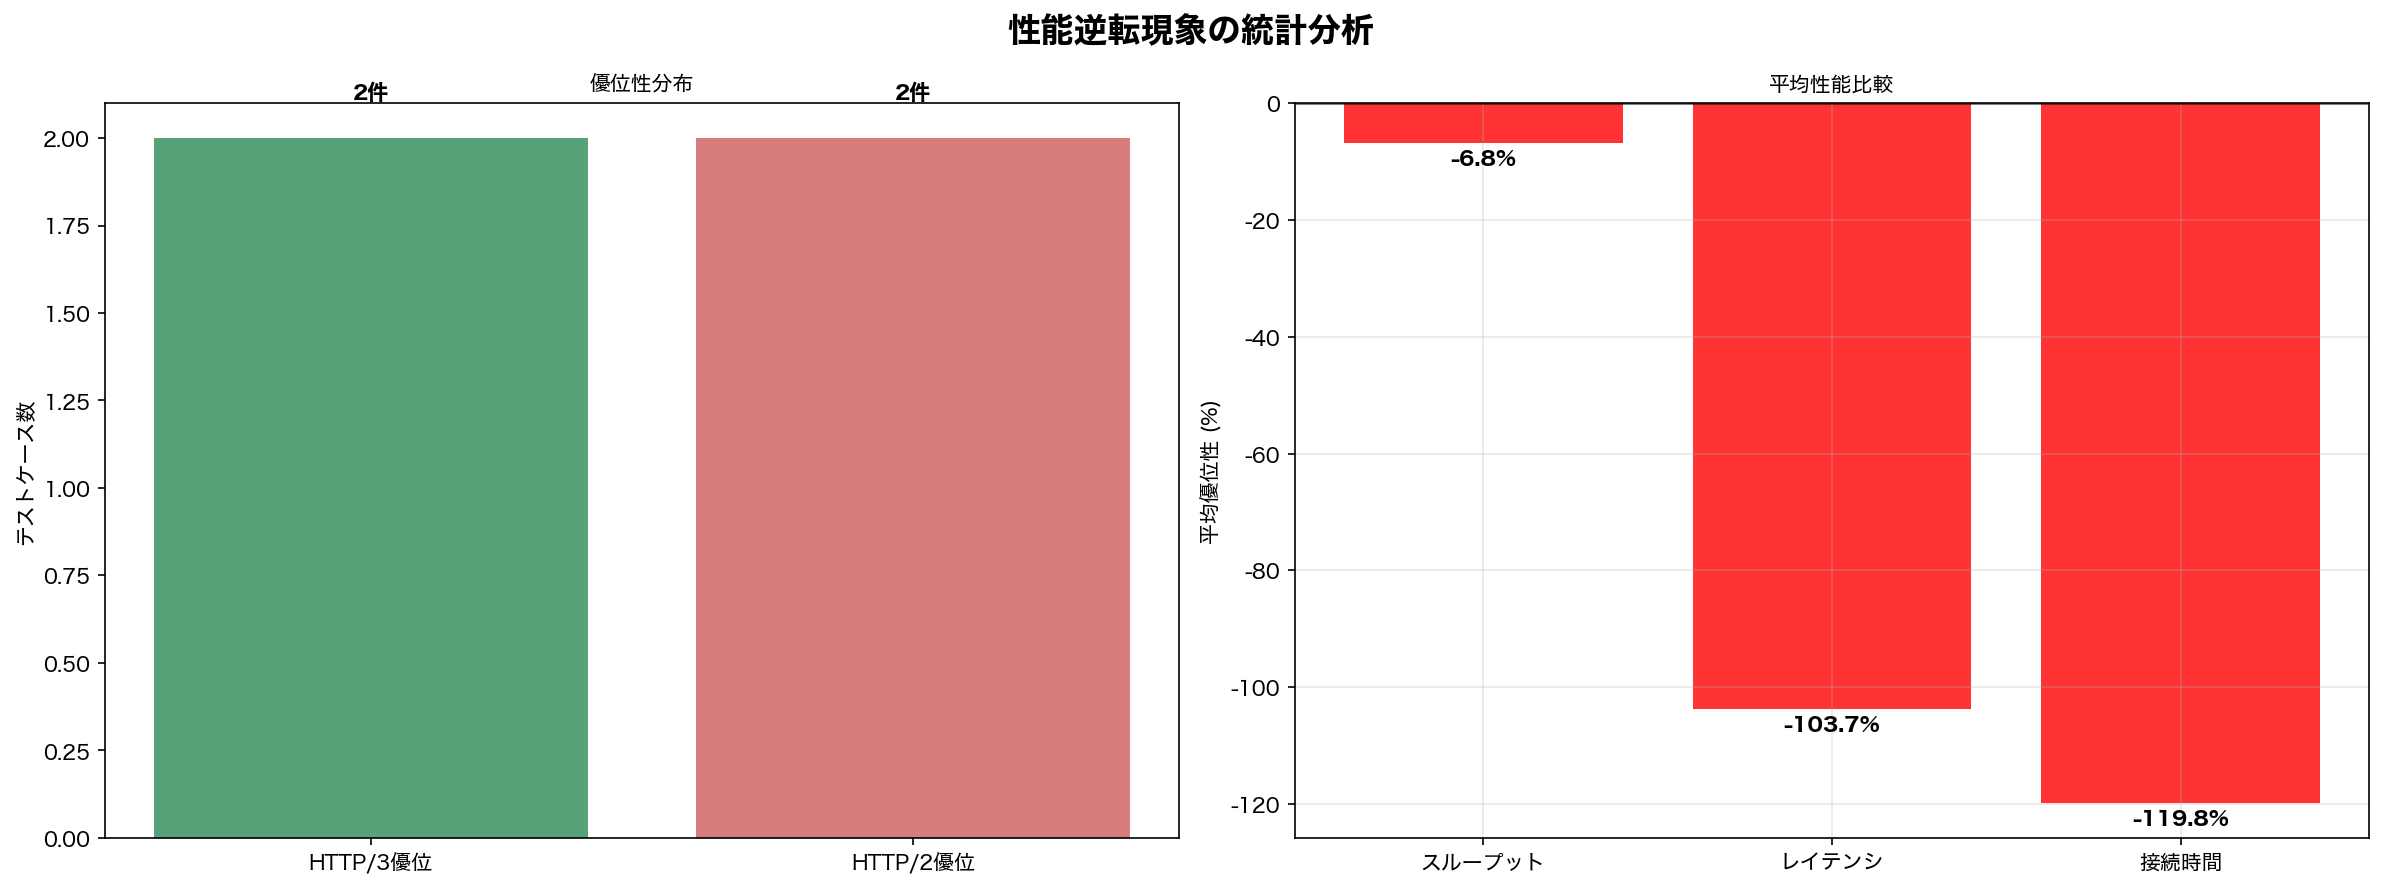 性能逆転現象の統計分析
優位性分布
2件
2件
2.00
1.75
1.50
1.25
1.00
0.75
0.50
0.25
0.00
テストケース数
HTTP/3優位
HTTP/2優位
平均性能比較
0
-20
-40
-60
-80
-100
-120
平均優位性 (%)
-6.8%
-103.7%
-119.8%
スループット
レイテンシ
接続時間